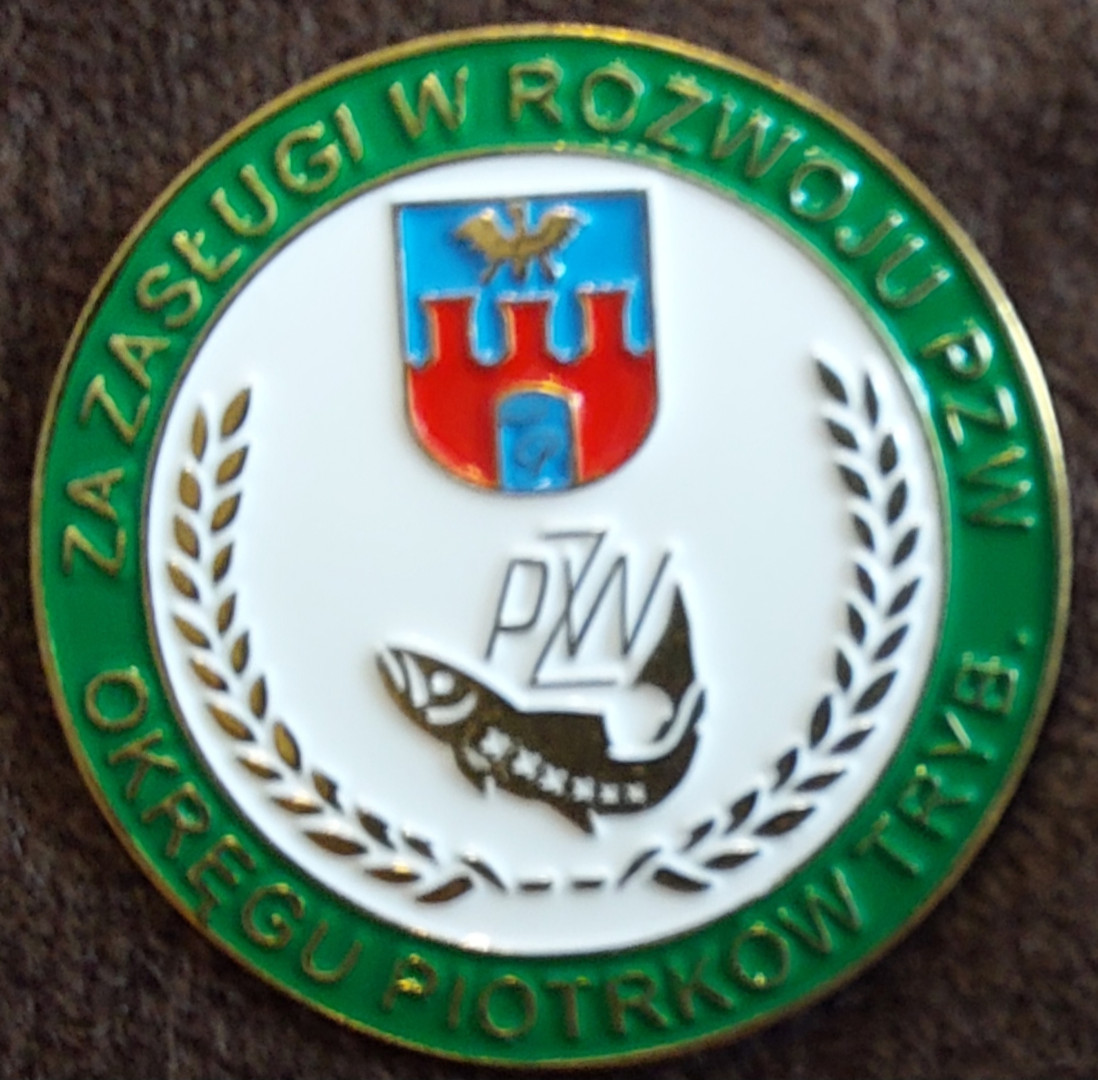 ZA ZASŁUGI W ROZWOJU PZW
PZW
OKRĘGU PIOTRKÓW TRYB.